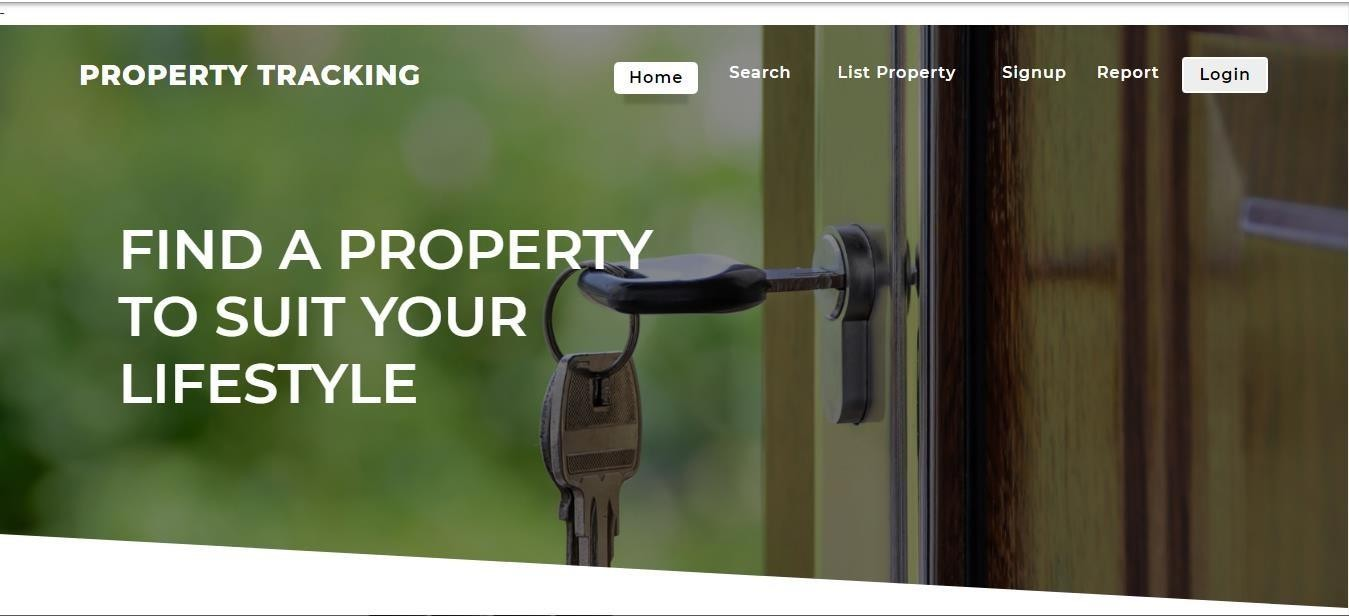 PROPERTY TRACKING
Home Search List Property Signup Report Login
FIND A PROPERTY
TO SUIT YOUR
LIFESTYLE